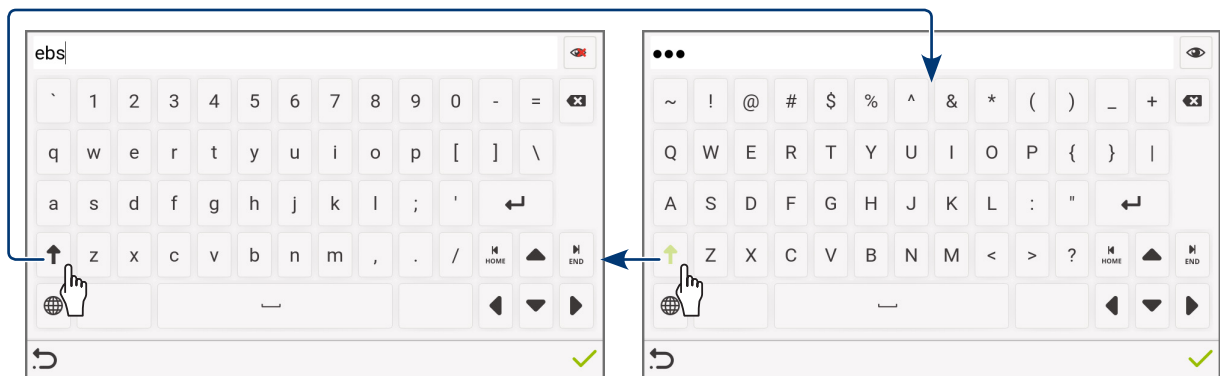 ebs
` 1 2 3 4 5 6 7 8 9 0 - =
q w e r t y u i o p [ ] \
a s d f g h j k l ; '
z x c v b n m , . / HOME END
●●●
~ ! @ # $ % ^ & * ( ) _ +
Q W E R T Y U I O P { } |
A S D F G H J K L : "
Z X C V B N M < > ? HOME END